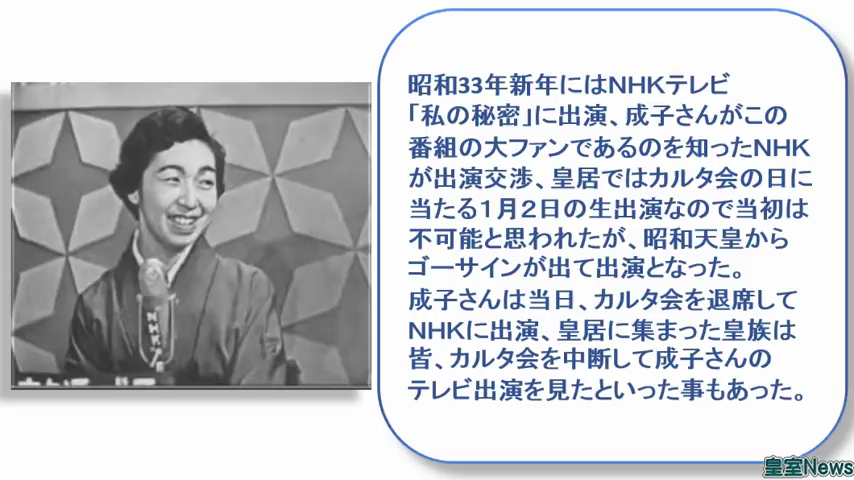 昭和33年新年にはNHKテレビ
「私の秘密」に出演、成子さんがこの
番組の大ファンであるのを知ったNHK
が出演交渉、皇居ではカルタ会の日に
当たる1月2日の生出演なので当初は
不可能と思われたが、昭和天皇から
ゴーサインが出て出演となった。
成子さんは当日、カルタ会を退席して
NHKに出演、皇居に集まった皇族は
皆、カルタ会を中断して成子さんの
テレビ出演を見たといった事もあった。
NHK
皇室News